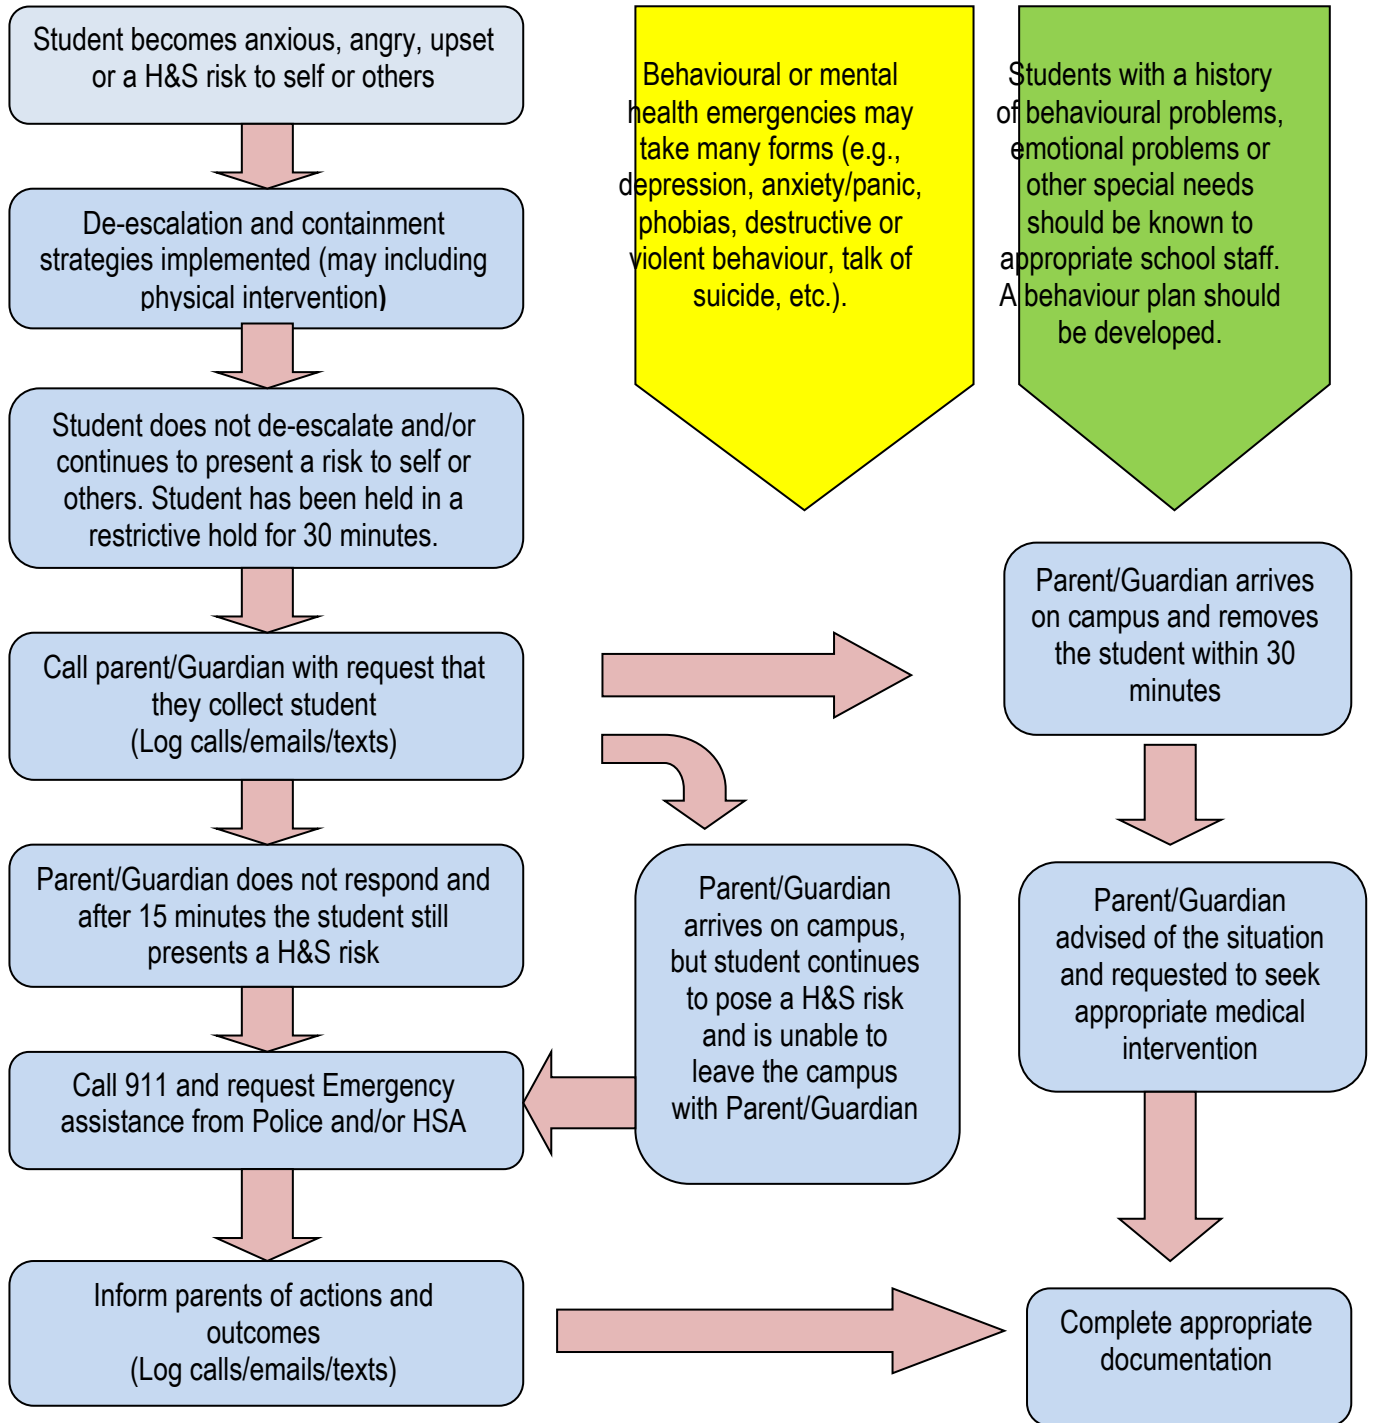 Student becomes anxious, angry, upset
or a H&S risk to self or others
De-escalation and containment
strategies implemented (may including
physical intervention)
Student does not de-escalate and/or
continues to present a risk to self or
others. Student has been held in a
restrictive hold for 30 minutes.
Call parent/Guardian with request that
they collect student
(Log calls/emails/texts)
Parent/Guardian does not respond and
after 15 minutes the student still
presents a H&S risk
Call 911 and request Emergency
assistance from Police and/or HSA
Inform parents of actions and
outcomes
(Log calls/emails/texts)
Behavioural or mental
health emergencies may
take many forms (e.g.,
depression, anxiety/panic,
phobias, destructive or
violent behaviour, talk of
suicide, etc.).
Parent/Guardian
arrives on campus,
but student continues
to pose a H&S risk
and is unable to
leave the campus
with Parent/Guardian
Students with a history
of behavioural problems,
emotional problems or
other special needs
should be known to
appropriate school staff.
A behaviour plan should
be developed.
Parent/Guardian arrives
on campus and removes
the student within 30
minutes
Parent/Guardian
advised of the situation
and requested to seek
appropriate medical
intervention
Complete appropriate
documentation